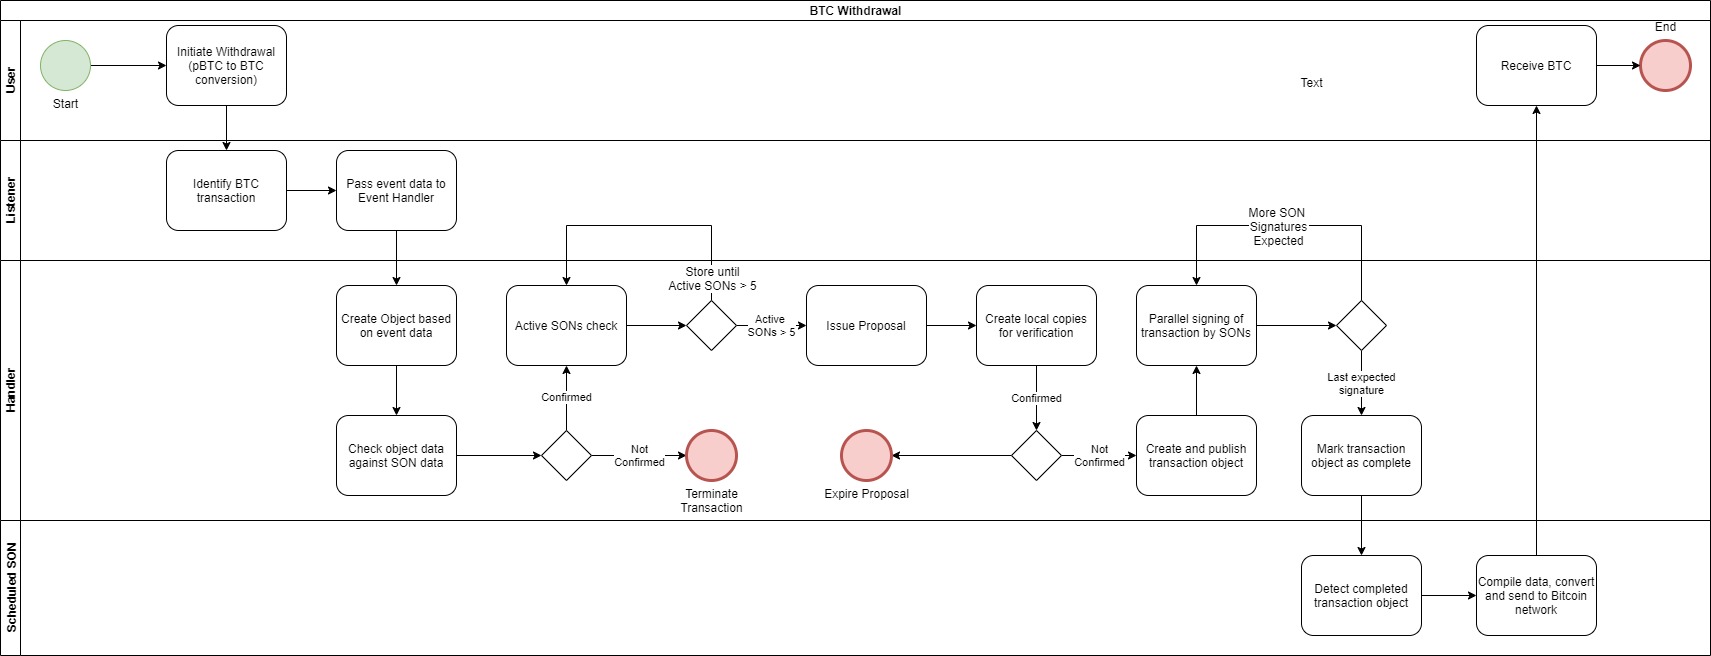 BTC Withdrawal
User
Start
Initiate Withdrawal
(pBTC to BTC
conversion)
Text
Receive BTC
End
Listener
Identify BTC
transaction
Pass event data to
Event Handler
More SON
Signatures
Expected
Handler
Create Object based
on event data
Active SONs check
Store until
Active SONs > 5
Active
SONs > 5
Issue Proposal
Create local copies
for verification
Parallel signing of
transaction by SONs
Confirmed
Confirmed
Last expected
signature
Check object data
against SON data
Not
Confirmed
Terminate
Transaction
Expire Proposal
Not
Confirmed
Create and publish
transaction object
Mark transaction
object as complete
Scheduled SON
Detect completed
transaction object
Compile data, convert
and send to Bitcoin
network